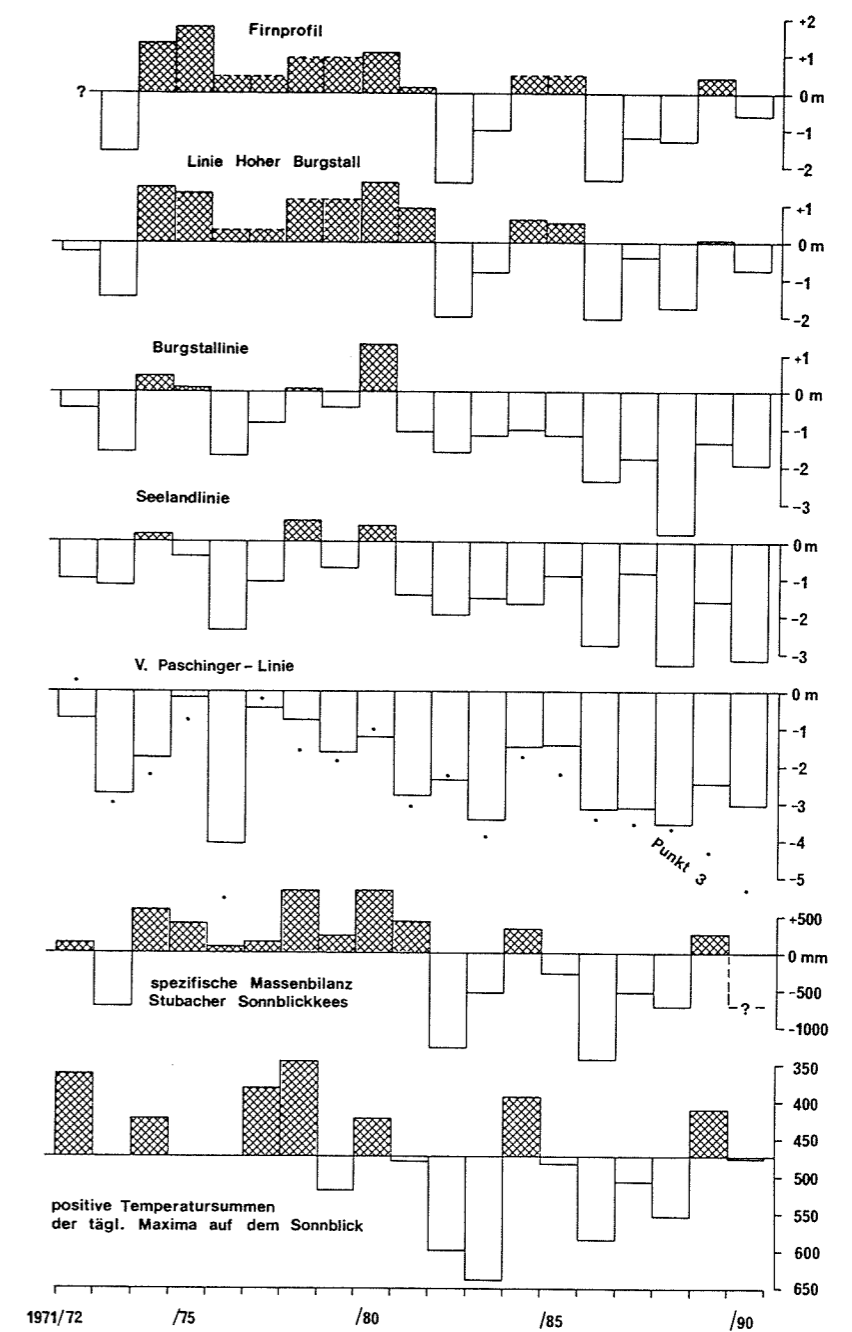 Firnprofil
+2
+1
0 m
-1
-2
?
Linie Hoher Burgstall
+1
0 m
-1
-2
Burgstallinie
+1
0 m
-1
-2
-3
Seelandlinie
0 m
-1
-2
-3
V. Paschinger - Linie
0 m
-1
-2
-3
-4
-5
Punkt 3
+500
0 mm
-500
-1000
spezifische Massenbilanz
Stubacher Sonnblickkees
?
350
400
450
500
550
600
650
positive Temperatursummen
der tägl. Maxima auf dem Sonnblick
1971/72 /75 /80 /85 /90